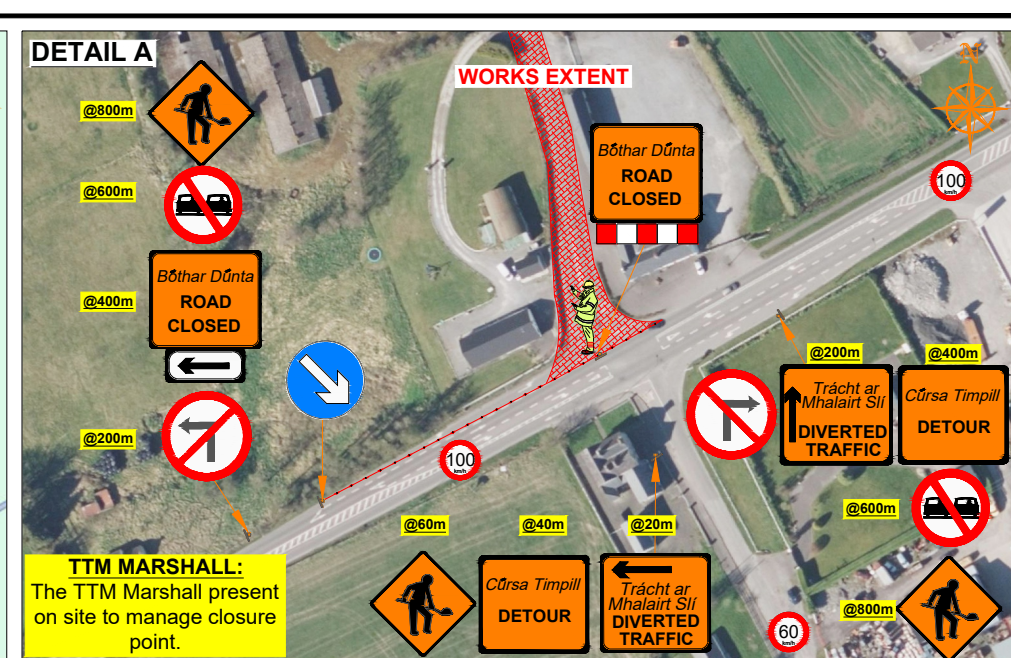 DETAIL A
WORKS EXTENT
N
@800m
@600m
@400m
Bóthar Dúnta
ROAD
CLOSED
@200m
Bóthar Dúnta
ROAD
CLOSED
100
km/h
100
km/h
@200m
Trácht ar
Mhalairt Slí
DIVERTED
TRAFFIC
@400m
Cúrsa Timpill
DETOUR
@600m
@800m
@60m
@40m
Cúrsa Timpill
DETOUR
@20m
Trácht ar
Mhalairt Slí
DIVERTED
TRAFFIC
60
km/h
TTM MARSHALL:
The TTM Marshall present
on site to manage closure
point.